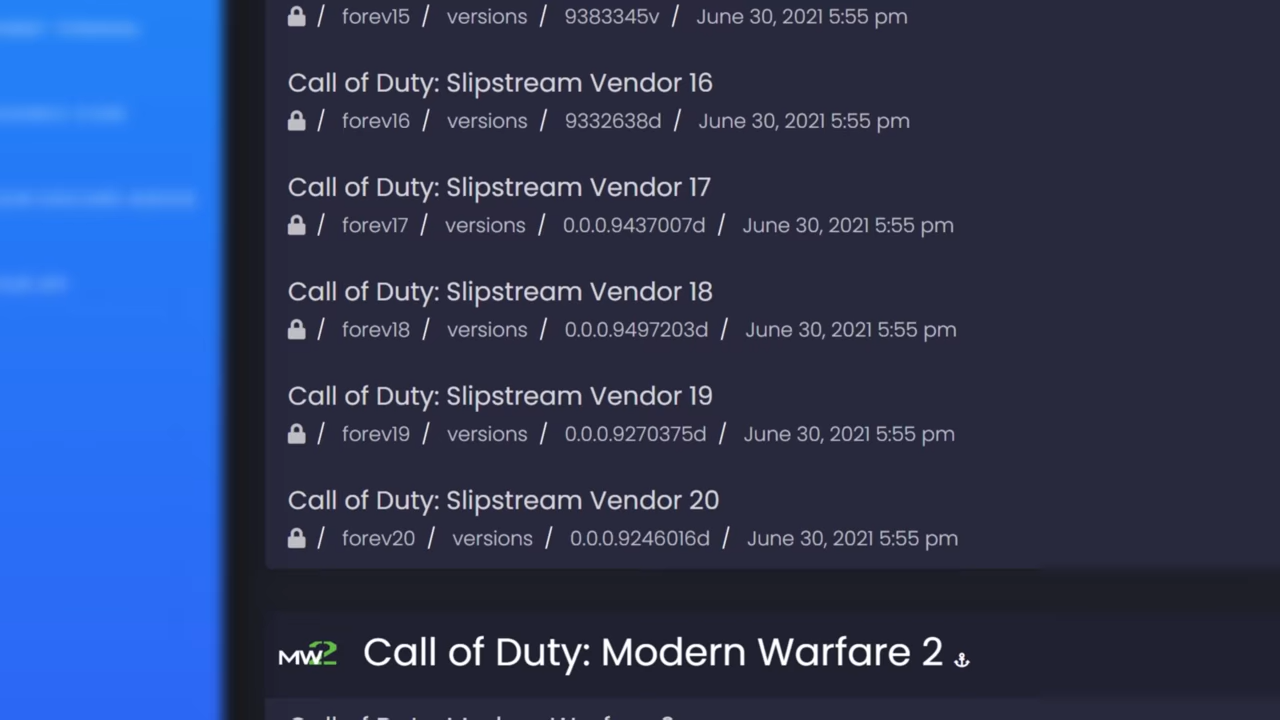 / forev15 / versions / 9383345v / June 30, 2021 5:55 pm
Call of Duty: Slipstream Vendor 16
/ forev16 / versions / 9332638d / June 30, 2021 5:55 pm
Call of Duty: Slipstream Vendor 17
/ forev17 / versions / 0.0.0.9437007d / June 30, 2021 5:55 pm
Call of Duty: Slipstream Vendor 18
/ forev18 / versions / 0.0.0.9497203d / June 30, 2021 5:55 pm
Call of Duty: Slipstream Vendor 19
/ forev19 / versions / 0.0.0.9270375d / June 30, 2021 5:55 pm
Call of Duty: Slipstream Vendor 20
/ forev20 / versions / 0.0.0.9246016d / June 30, 2021 5:55 pm
MW2 Call of Duty: Modern Warfare 2